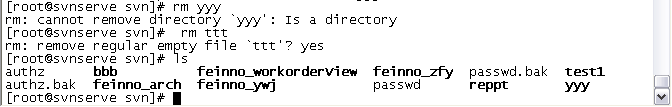 [root@svnserve svn]# rm yyy
rm: cannot remove directory `yyy': Is a directory
[root@svnserve svn]#  rm ttt
rm: remove regular empty file `ttt'? yes
[root@svnserve svn]# ls
authz      bbb          feinno_workorderView  feinno_zfy  passwd.bak  test1
authz.bak  feinno_arch  feinno_ywj            passwd      reppt       yyy
[root@svnserve svn]#